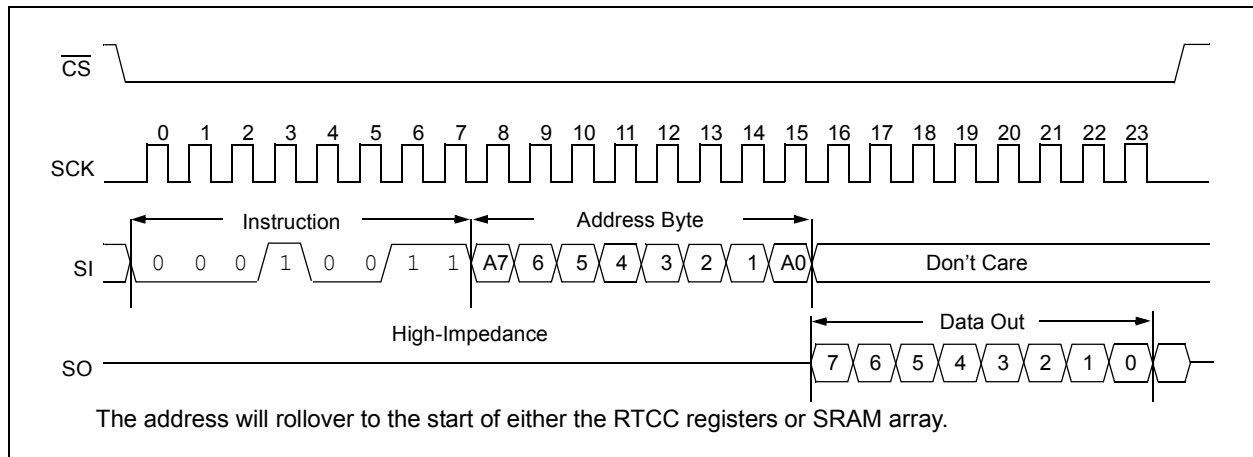 CS
0 1 2 3 4 5 6 7 8 9 10 11 12 13 14 15 16 17 18 19 20 21 22 23
SCK
Instruction Address Byte
SI 0 0 0 1 0 0 1 1 A7 6 5 4 3 2 1 A0 Don't Care
High-Impedance Data Out
SO 7 6 5 4 3 2 1 0
The address will rollover to the start of either the RTCC registers or SRAM array.